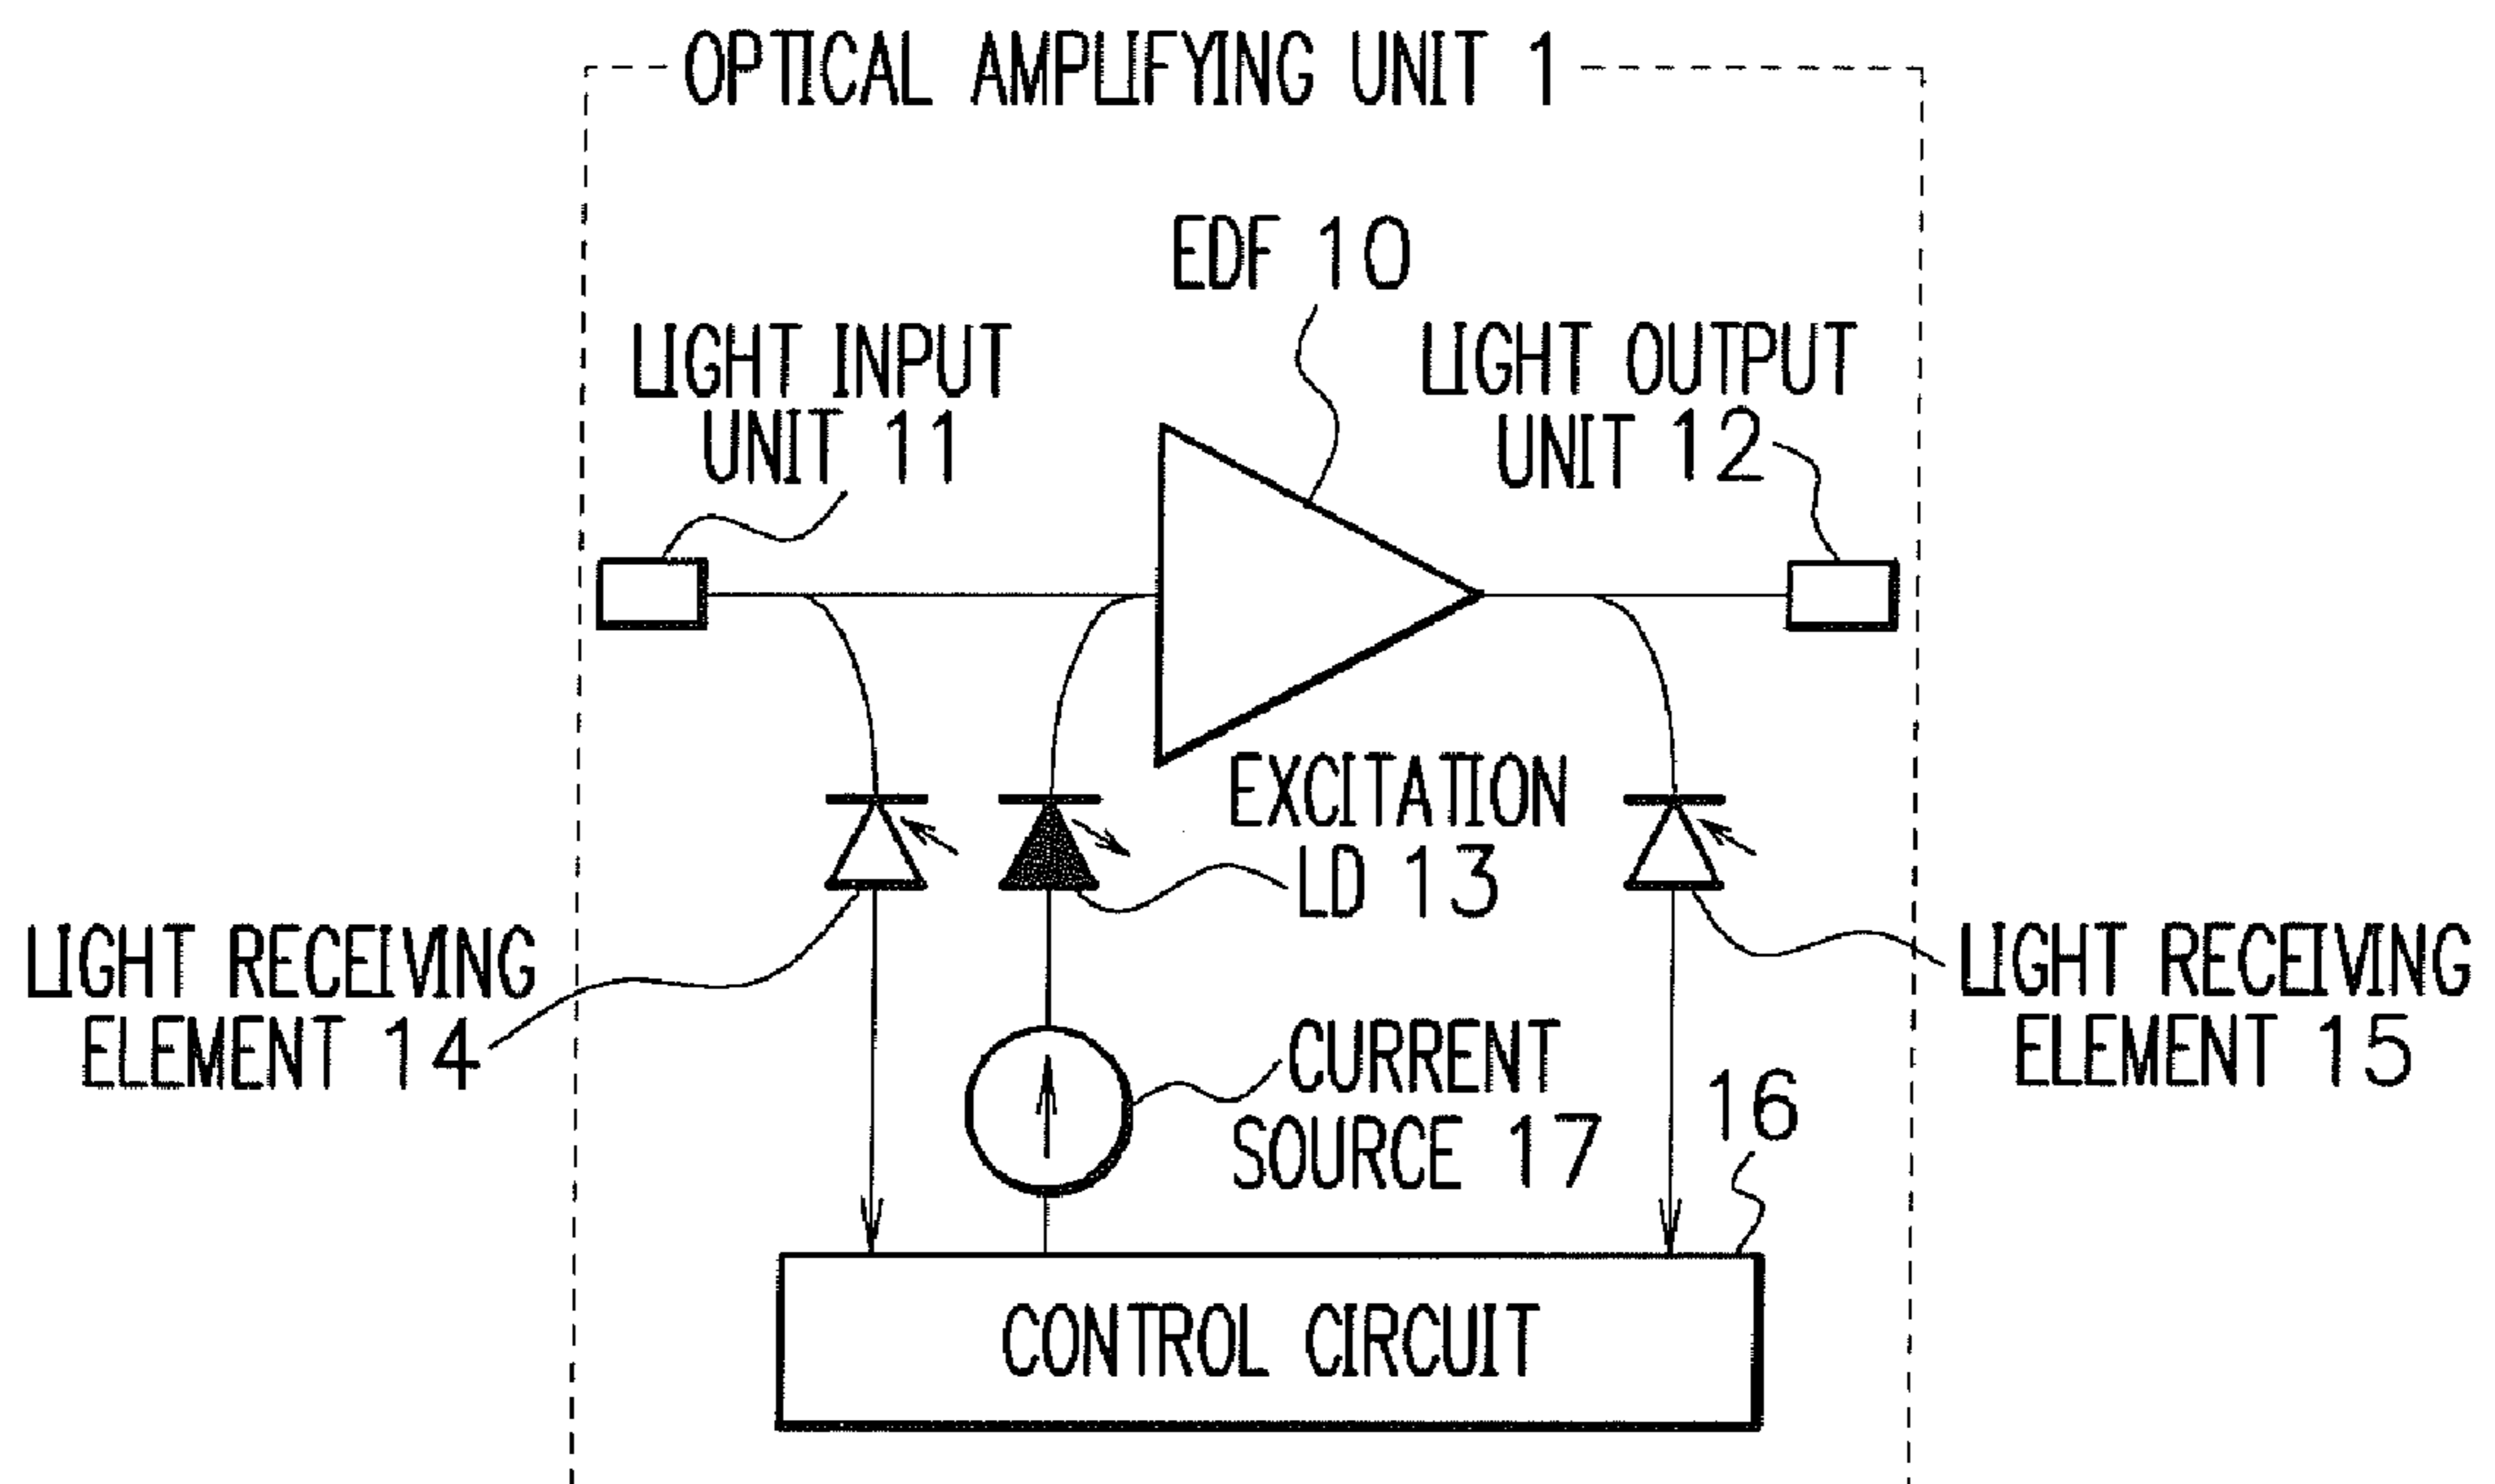 OPTICAL AMPLIFYING UNIT 1
EDF 10
LIGHT INPUT
UNIT 11
LIGHT OUTPUT
UNIT 12
EXCITATION
LD 13
LIGHT RECEIVING
ELEMENT 14
LIGHT RECEIVING
ELEMENT 15
CURRENT
SOURCE 17
16
CONTROL CIRCUIT